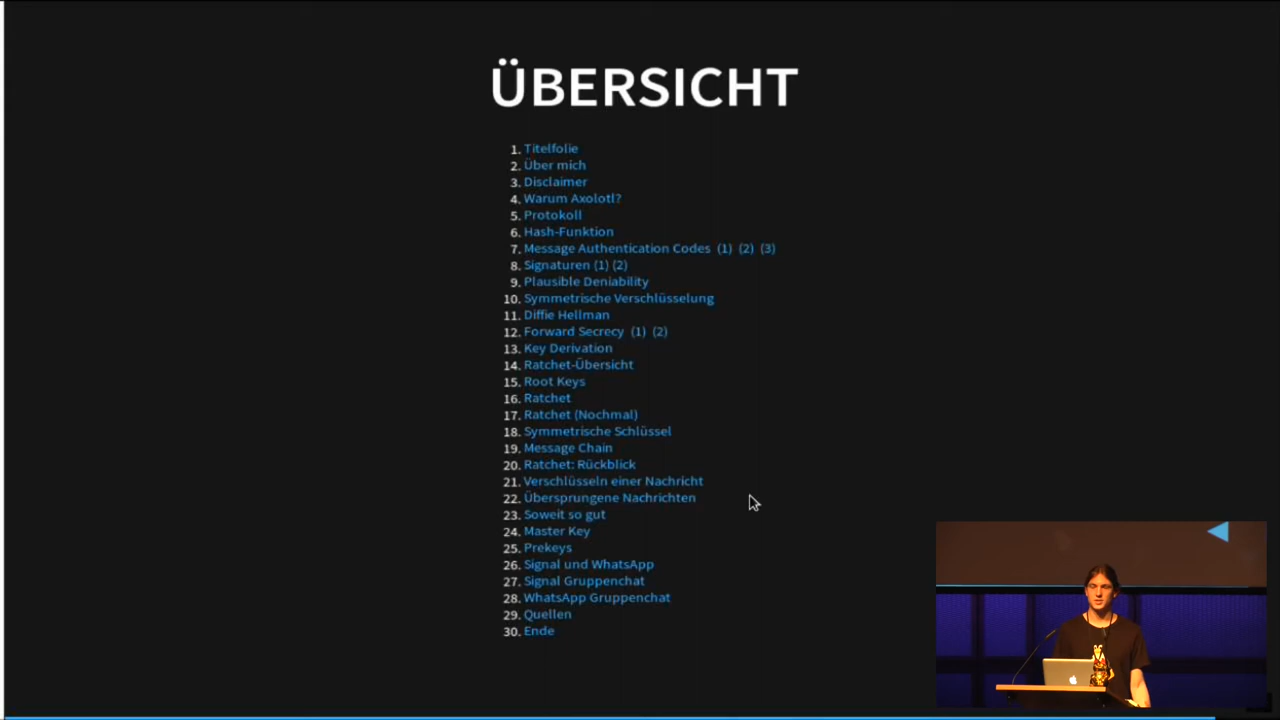 ÜBERSICHT
1. Titelfolie
2. Über mich
3. Disclaimer
4. Warum Axolotl?
5. Protokoll
6. Hash-Funktion
7. Message Authentication Codes (1) (2) (3)
8. Signaturen (1) (2)
9. Plausible Deniability
10. Symmetrische Verschlüsselung
11. Diffie Hellman
12. Forward Secrecy (1) (2)
13. Key Derivation
14. Ratchet-Übersicht
15. Root Keys
16. Ratchet
17. Ratchet (Nochmal)
18. Symmetrische Schlüssel
19. Message Chain
20. Ratchet: Rückblick
21. Verschlüsseln einer Nachricht
22. Übersprungene Nachrichten
23. Soweit so gut
24. Master Key
25. Prekeys
26. Signal und WhatsApp
27. Signal Gruppenchat
28. WhatsApp Gruppenchat
29. Quellen
30. Ende